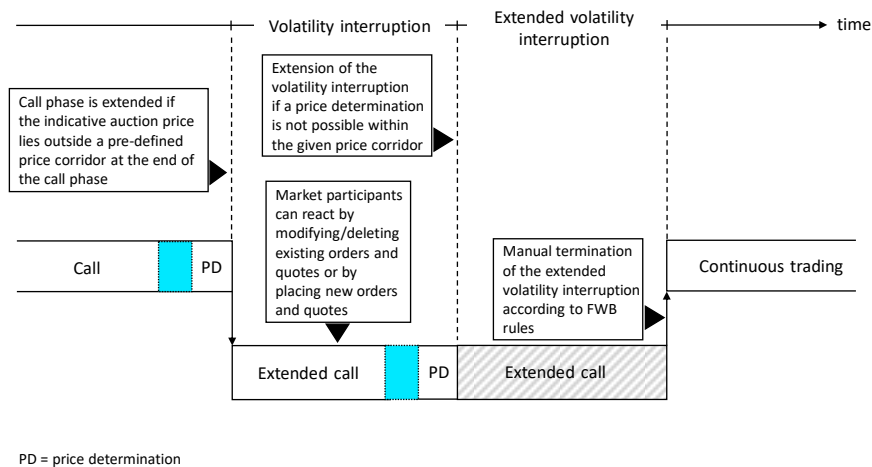 Volatility interruption
Extended volatility
interruption
time
Call phase is extended if
the indicative auction price
lies outside a pre-defined
price corridor at the end of
the call phase
Extension of the
volatility interruption
if a price determination
is not possible within
the given price corridor
Market participants
can react by
modifying/deleting
existing orders and
quotes or by
placing new orders
and quotes
Manual termination
of the extended
volatility interruption
according to FWB
rules
Call
PD
Continuous trading
Extended call
PD
Extended call
PD = price determination